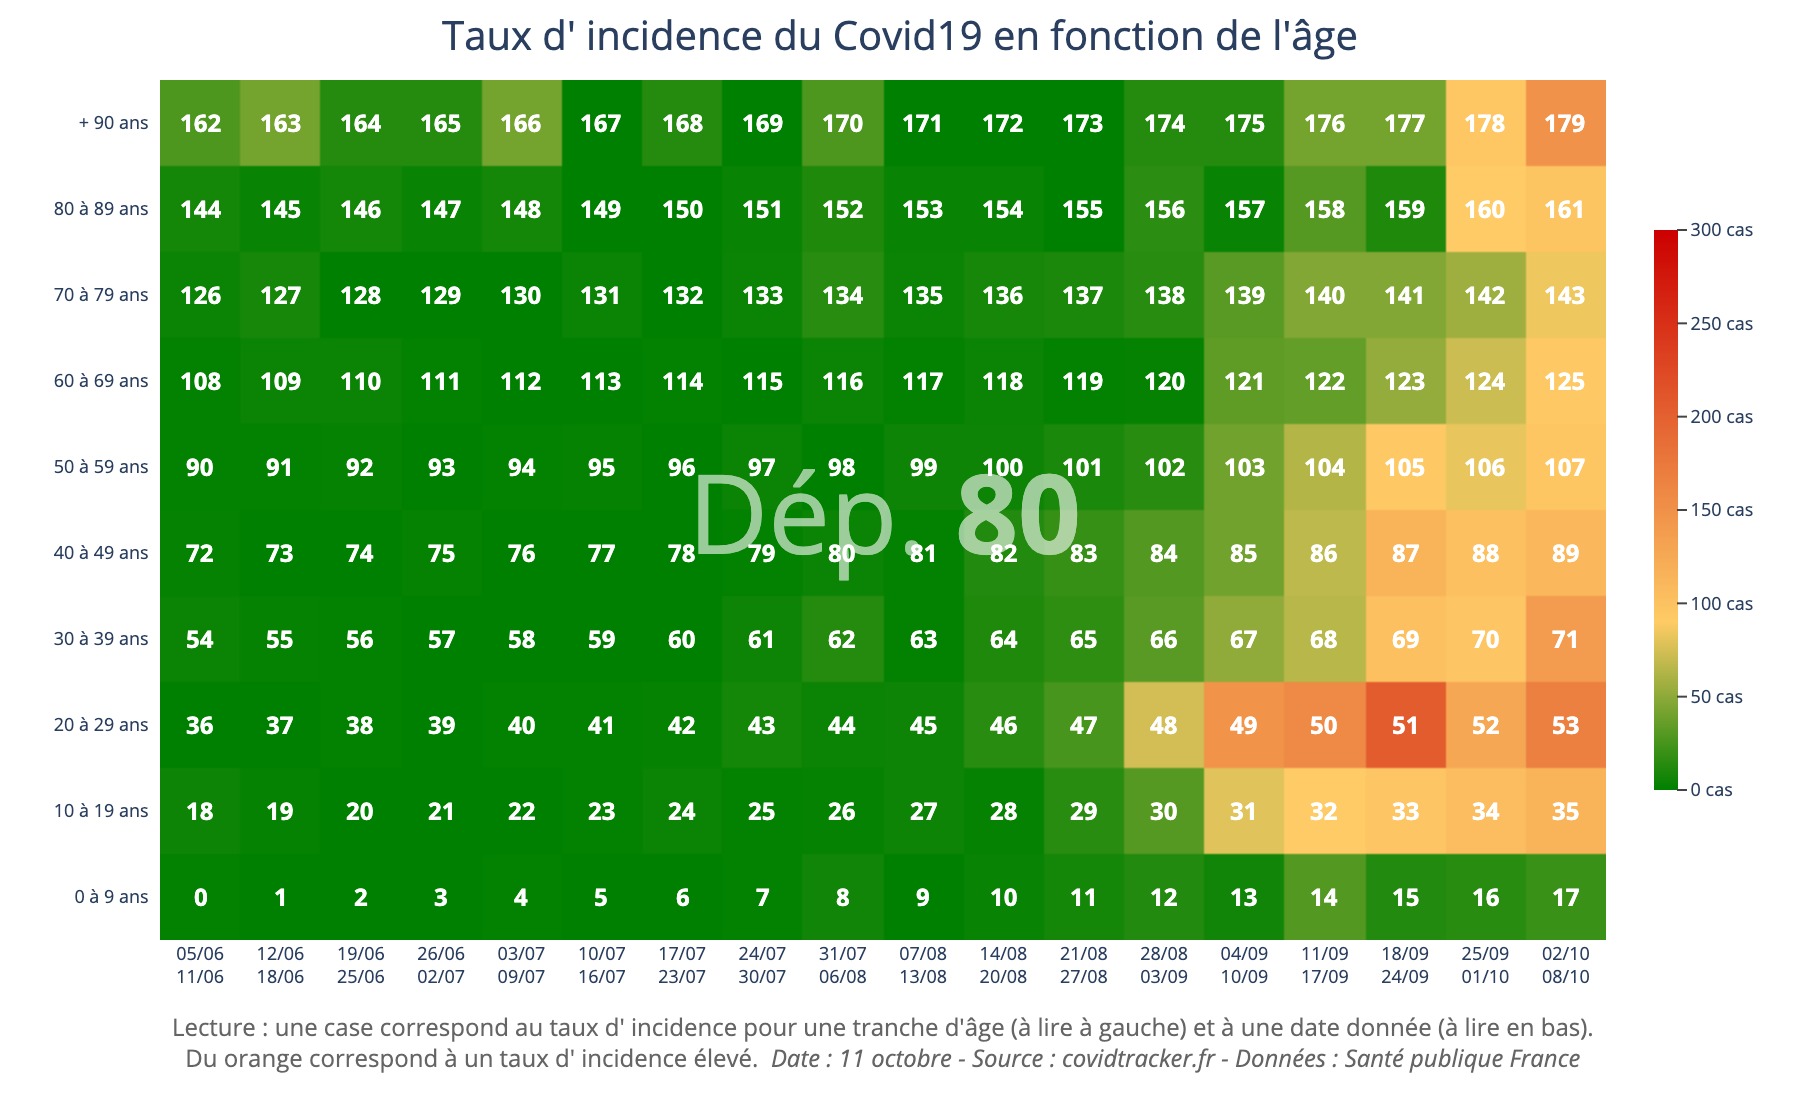 Taux d' incidence du Covid19 en fonction de l'âge
+ 90 ans 162 163 164 165 166 167 168 169 170 171 172 173 174 175 176 177 178 179
80 à 89 ans 144 145 146 147 148 149 150 151 152 153 154 155 156 157 158 159 160 161
300 cas
70 à 79 ans 126 127 128 129 130 131 132 133 134 135 136 137 138 139 140 141 142 143
250 cas
60 à 69 ans 108 109 110 111 112 113 114 115 116 117 118 119 120 121 122 123 124 125
200 cas
50 à 59 ans 90 91 92 93 94 95 96 97 98 99 100 101 102 103 104 105 106 107
150 cas
Dép. 80
40 à 49 ans 72 73 74 75 76 77 78 79 80 81 82 83 84 85 86 87 88 89
100 cas
30 à 39 ans 54 55 56 57 58 59 60 61 62 63 64 65 66 67 68 69 70 71
50 cas
20 à 29 ans 36 37 38 39 40 41 42 43 44 45 46 47 48 49 50 51 52 53
0 cas
10 à 19 ans 18 19 20 21 22 23 24 25 26 27 28 29 30 31 32 33 34 35
0 à 9 ans 0 1 2 3 4 5 6 7 8 9 10 11 12 13 14 15 16 17
05/06 12/06 19/06 26/06 03/07 10/07 17/07 24/07 31/07 07/08 14/08 21/08 28/08 04/09 11/09 18/09 25/09 02/10
11/06 18/06 25/06 02/07 09/07 16/07 23/07 30/07 06/08 13/08 20/08 27/08 03/09 10/09 17/09 24/09 01/10 08/10
Lecture : une case correspond au taux d' incidence pour une tranche d'âge (à lire à gauche) et à une date donnée (à lire en bas).
Du orange correspond à un taux d' incidence élevé. Date : 11 octobre - Source : covidtracker.fr - Données : Santé publique France